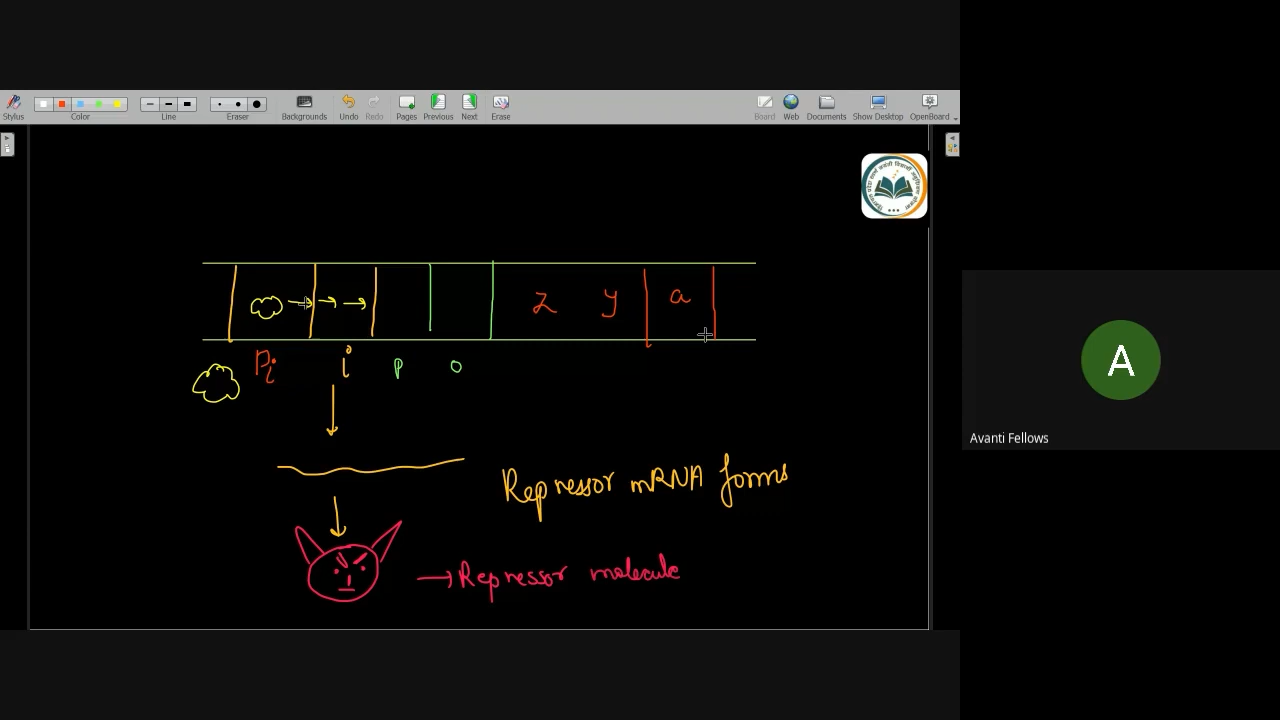 Stylus Color Line Eraser Backgrounds Undo Redo Pages Previous Next Erase Board Web Documents Show Desktop OpenBoard
z y a
Pi i p o
Repressor mRNA forms
→ Repressor molecule
A
Avanti Fellows